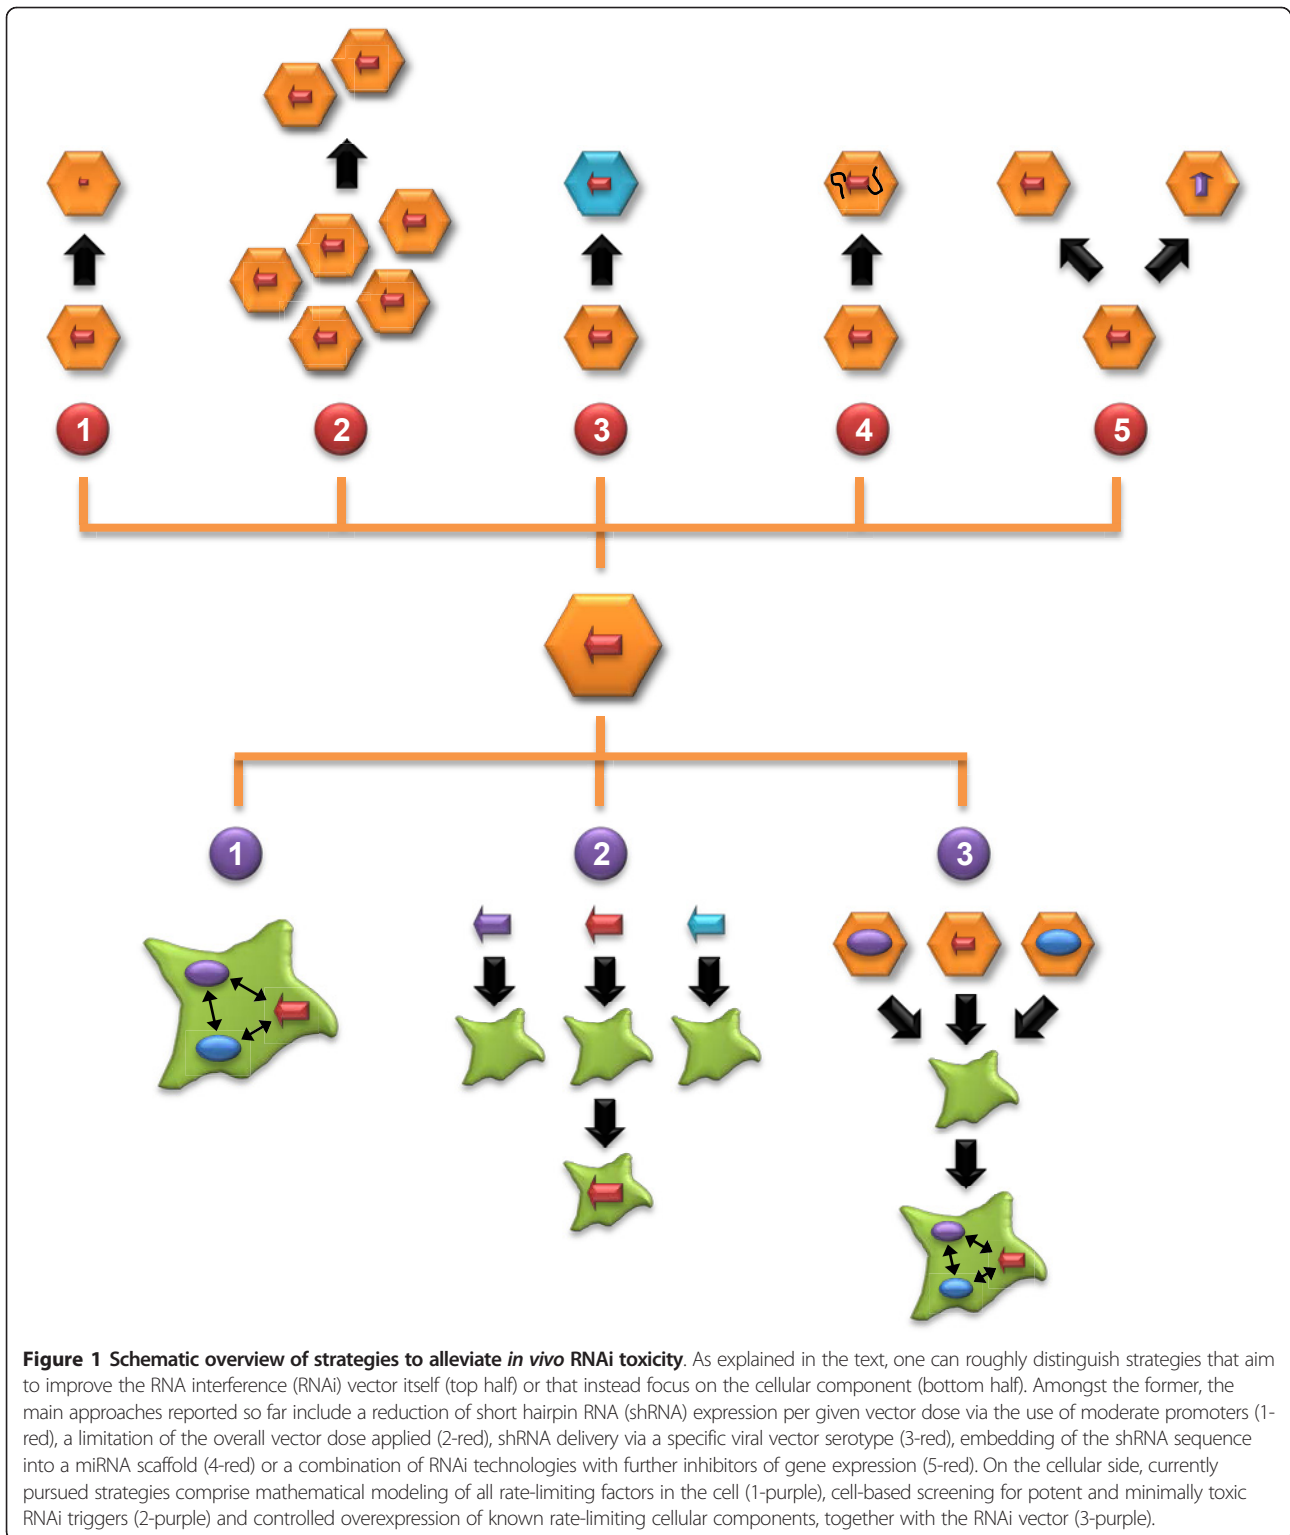 1 2 3 4 5
1 2 3
Figure 1 Schematic overview of strategies to alleviate in vivo RNAi toxicity. As explained in the text, one can roughly distinguish strategies that aim
to improve the RNA interference (RNAi) vector itself (top half) or that instead focus on the cellular component (bottom half). Amongst the former, the
main approaches reported so far include a reduction of short hairpin RNA (shRNA) expression per given vector dose via the use of moderate promoters (1-
red), a limitation of the overall vector dose applied (2-red), shRNA delivery via a specific viral vector serotype (3-red), embedding of the shRNA sequence
into a miRNA scaffold (4-red) or a combination of RNAi technologies with further inhibitors of gene expression (5-red). On the cellular side, currently
pursued strategies comprise mathematical modeling of all rate-limiting factors in the cell (1-purple), cell-based screening for potent and minimally toxic
RNAi triggers (2-purple) and controlled overexpression of known rate-limiting cellular components, together with the RNAi vector (3-purple).